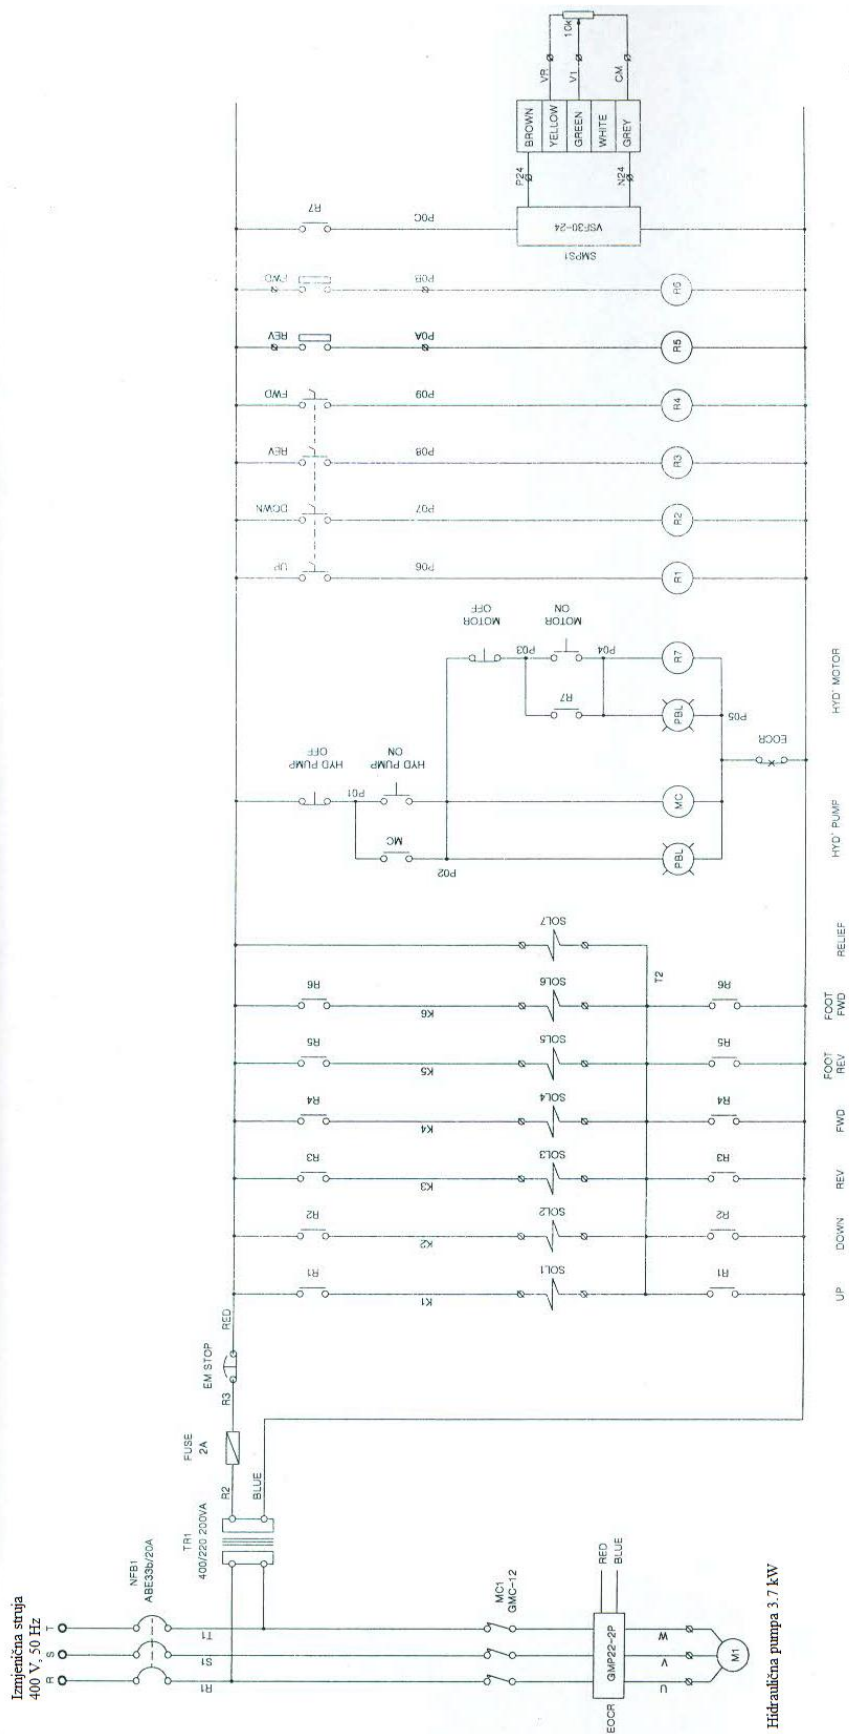 Izmjenična struja
400 V, 50 Hz
R S T
NFB1
ABE33b/20A
R1 S1 T1
TR1
400/220 200VA
R2
BLUE
FUSE
2A
R3
EM STOP
RED
MC1
GMC-12
EOCR
GMP22-2P
RED
BLUE
U V W
M1
Hidraulična pumpa 3.7 kW
R1 R2 R3 R4 R5 R6
K1 K2 K3 K4 K5 K6
SOL1 SOL2 SOL3 SOL4 SOL5 SOL6 SOL7
T2
R1 R2 R3 R4 R5 R6
UP
DOWN
REV
FWD
FOOT
REV
FOOT
FWD
RELIEF
HYD PUMP
OFF
P01
HYD PUMP
ON
MC
P02
PBL
MC
HYD' PUMP
MOTOR
OFF
P03
MOTOR
ON
R7
P04
PBL
R7
P05
EOCR
HYD' MOTOR
UP DOWN REV FWD REV FWD R7
P06 P07 P08 P09 P0A P0B P0C
R1 R2 R3 R4 R5 R6
SMPS1
VSF30-24
P24
N24
BROWN
YELLOW
GREEN
WHITE
GREY
VR
V1
CM
10k